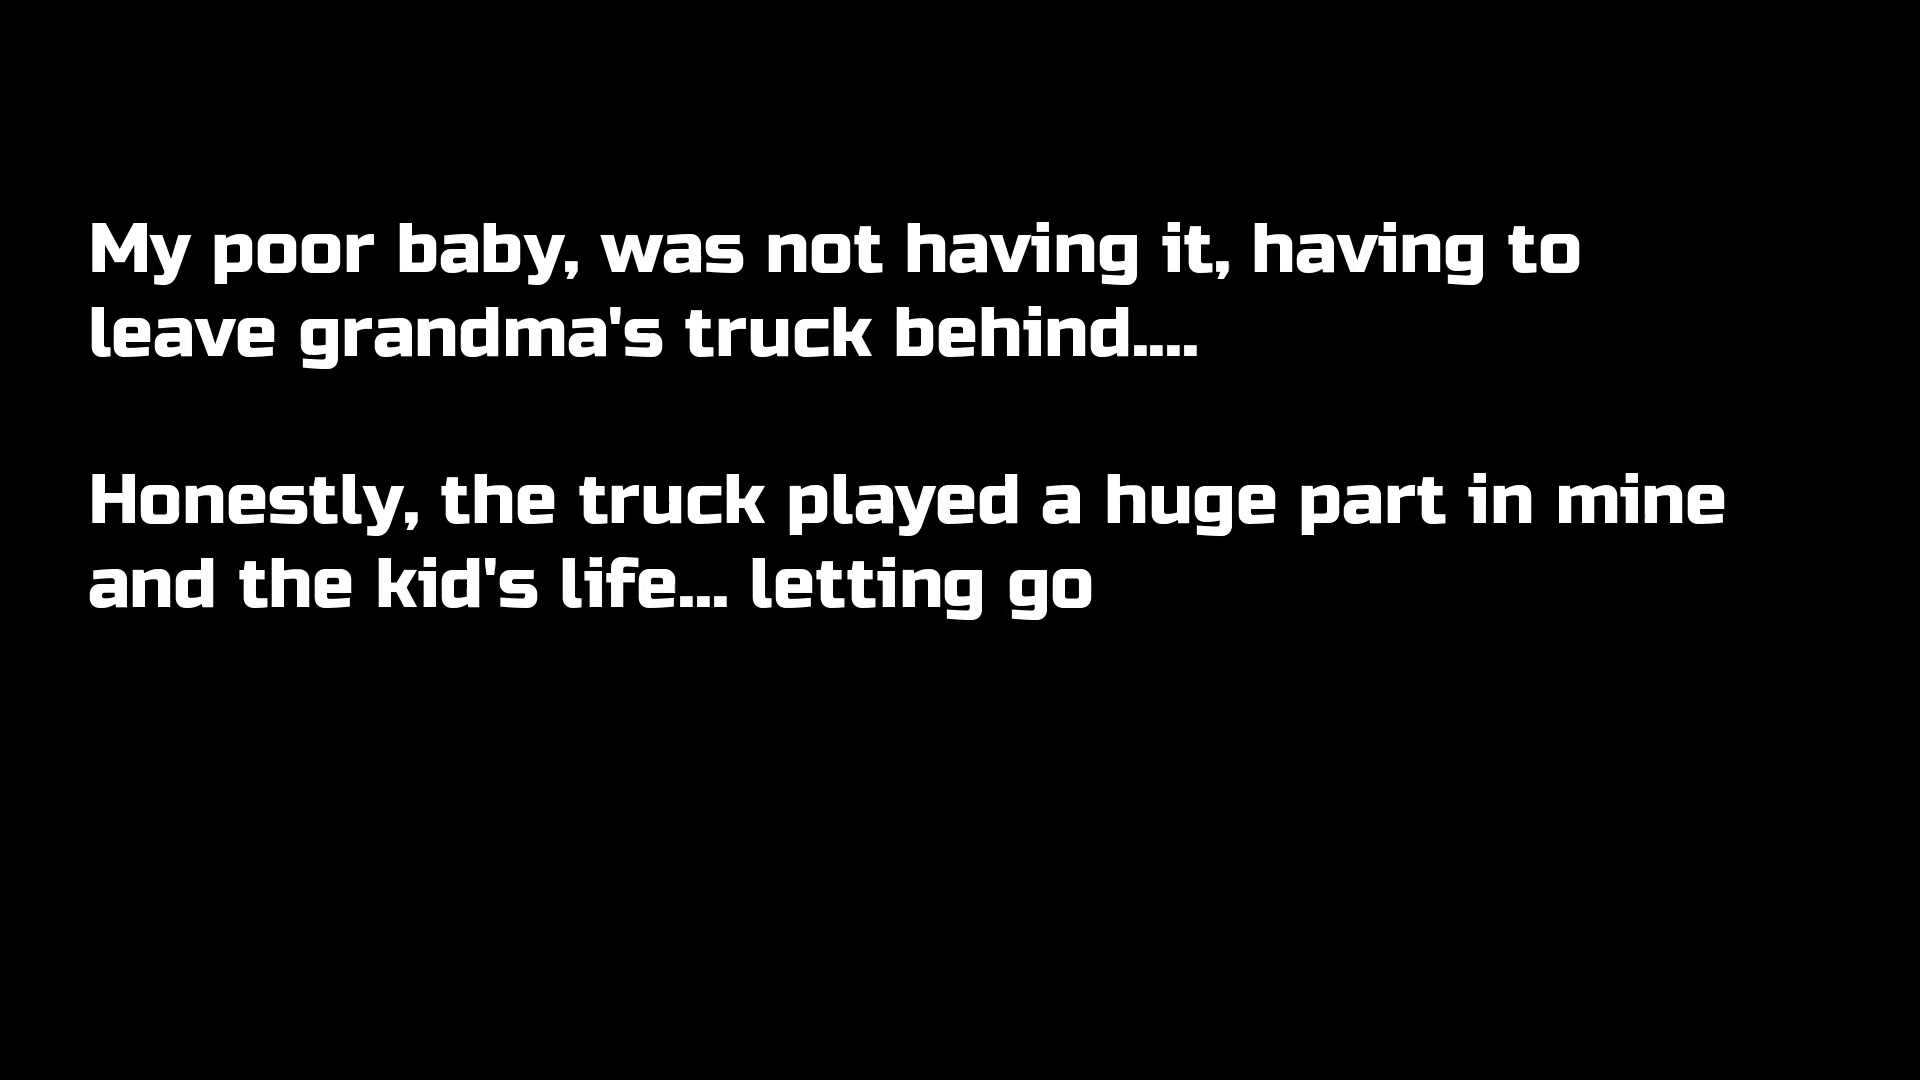 My poor baby, was not having it, having to
leave grandma's truck behind....
Honestly, the truck played a huge part in mine
and the kid's life... letting go